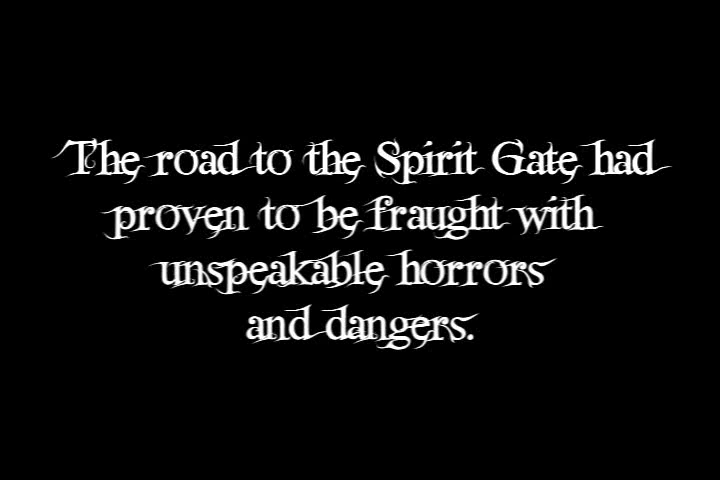 The road to the Spirit Gate had
proven to be fraught with
unspeakable horrors
and dangers.